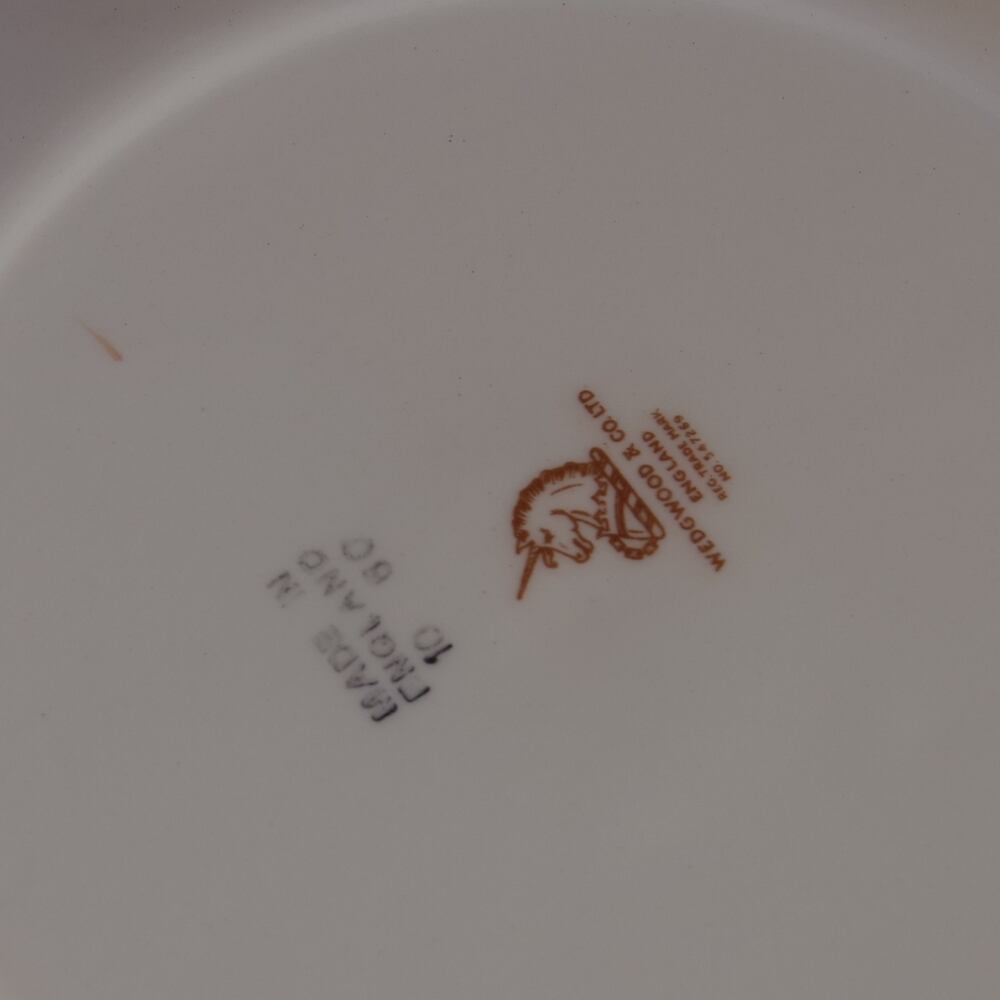 WEDGWOOD & CO. LTD
ENGLAND
REG. TRADE MARK
NO. 547269
MADE IN
ENGLAND
10 60